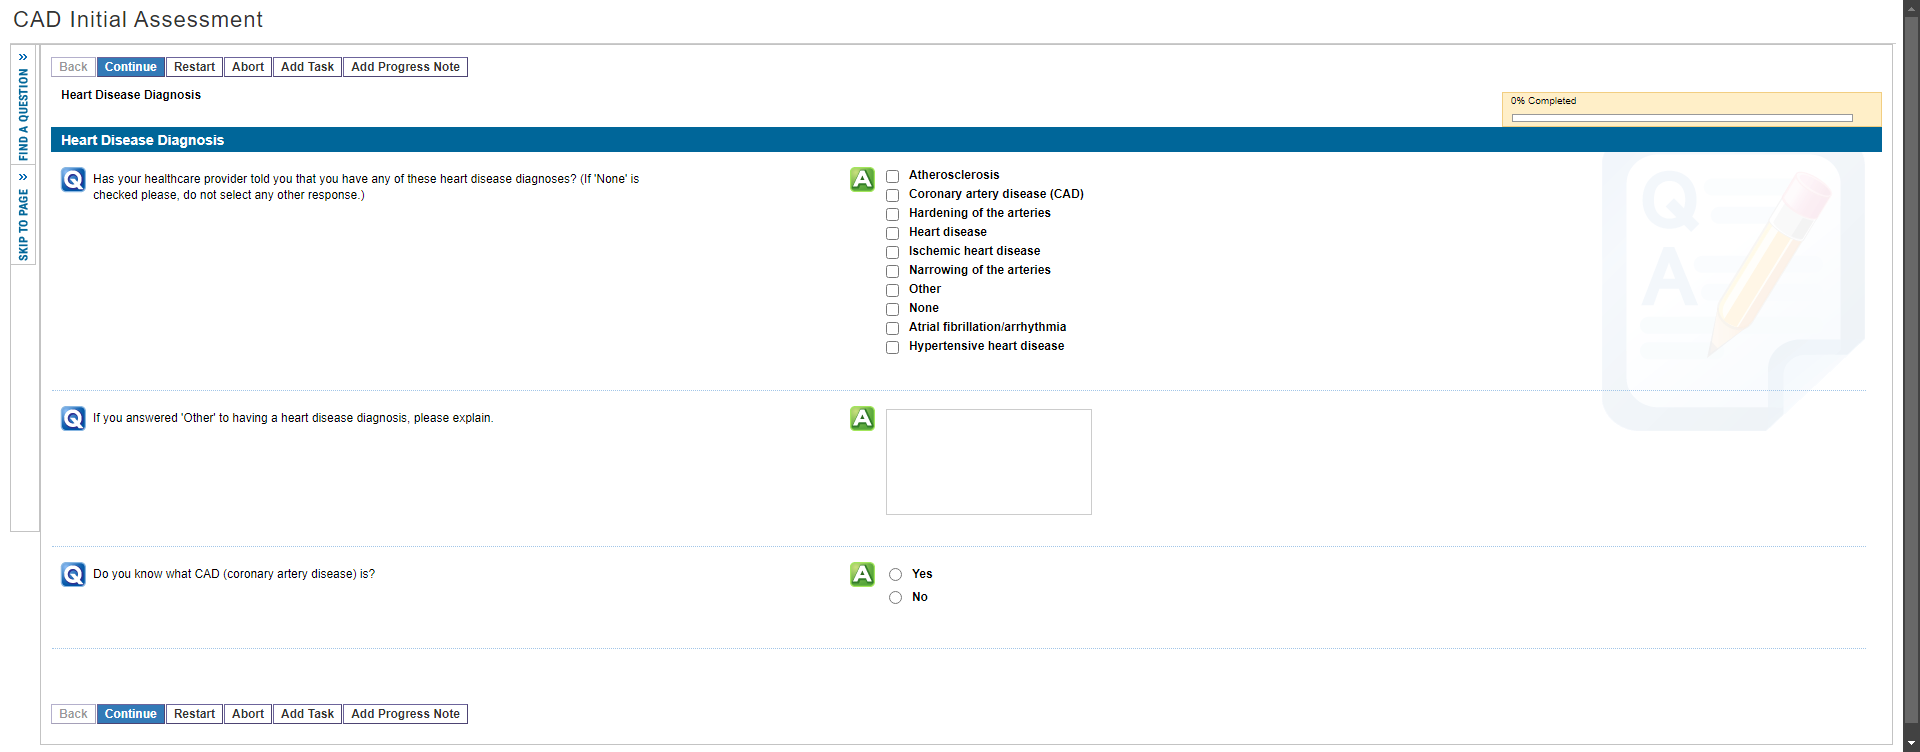 CAD Initial Assessment
FIND A QUESTION »
SKIP TO PAGE »
Back Continue Restart Abort Add Task Add Progress Note
Heart Disease Diagnosis
0% Completed
Heart Disease Diagnosis
Q Has your healthcare provider told you that you have any of these heart disease diagnoses? (If 'None' is
checked please, do not select any other response.)
A
Atherosclerosis
Coronary artery disease (CAD)
Hardening of the arteries
Heart disease
Ischemic heart disease
Narrowing of the arteries
Other
None
Atrial fibrillation/arrhythmia
Hypertensive heart disease
Q
A
Q If you answered 'Other' to having a heart disease diagnosis, please explain.
A
Q Do you know what CAD (coronary artery disease) is?
A
Yes
No
Back Continue Restart Abort Add Task Add Progress Note